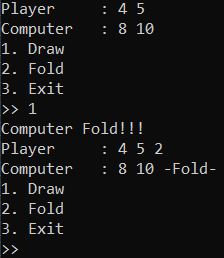 Player : 4 5
Computer : 8 10
1. Draw
2. Fold
3. Exit
>> 1
Computer Fold!!!
Player : 4 5 2
Computer : 8 10 -Fold-
1. Draw
2. Fold
3. Exit
>>